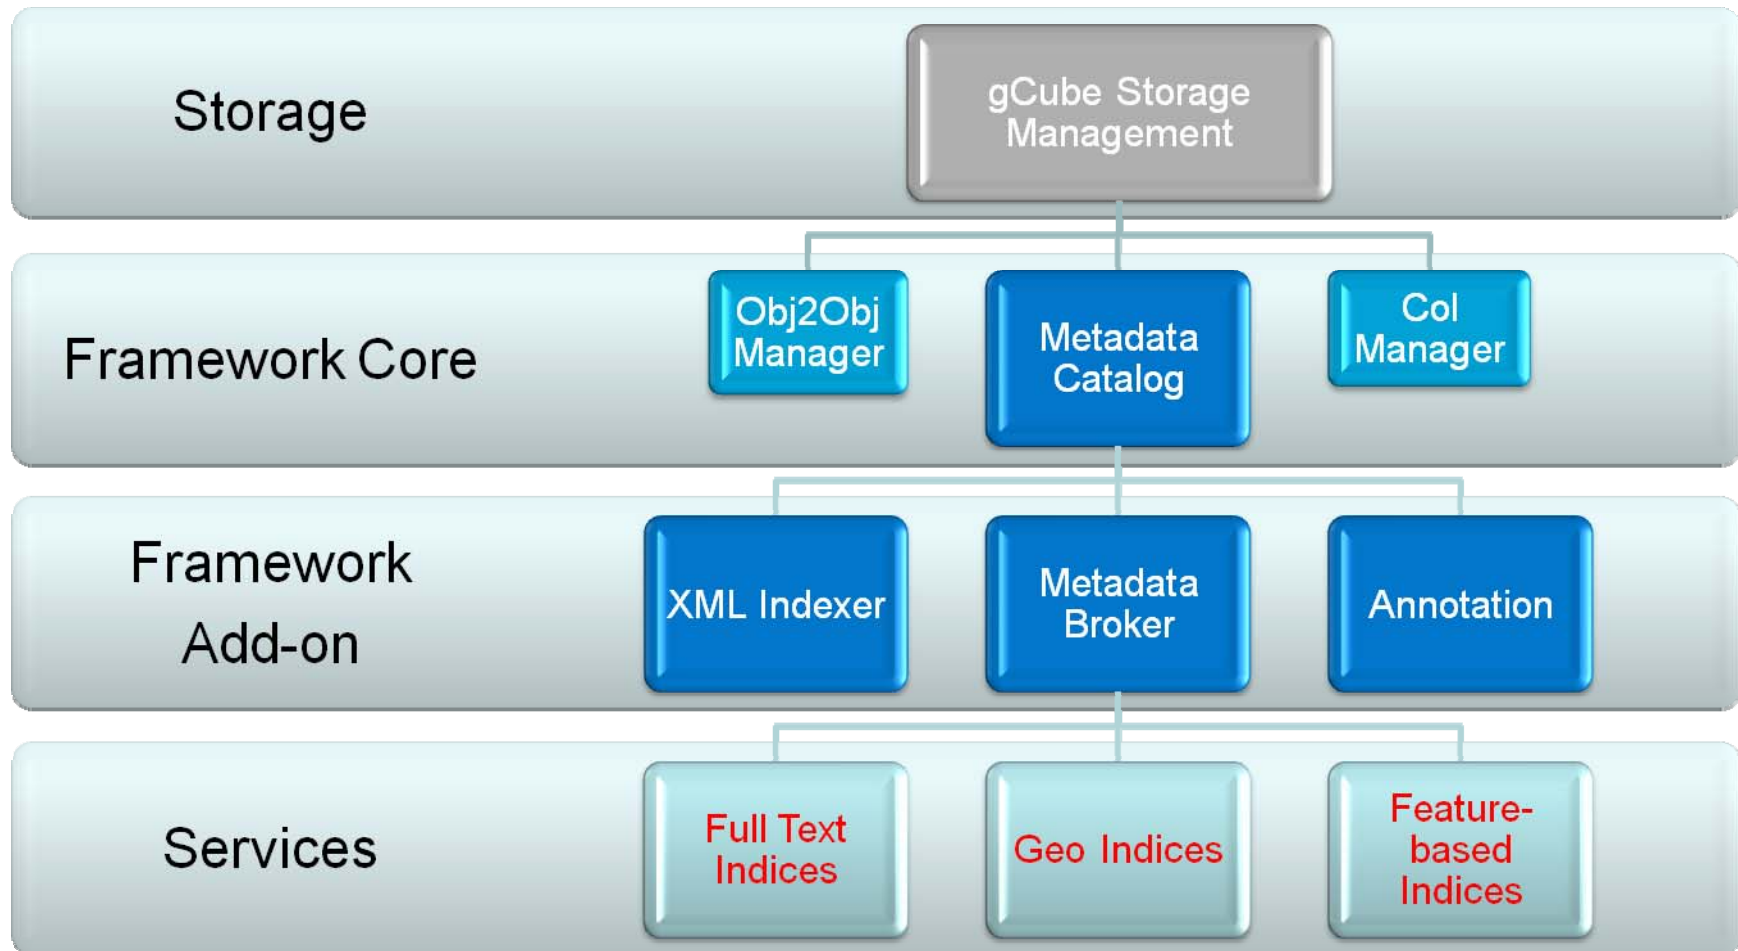 Storage
gCube Storage
Management
Framework Core
Obj2Obj
Manager
Metadata
Catalog
Col
Manager
Framework
Add-on
XML Indexer
Metadata
Broker
Annotation
Services
Full Text
Indices
Geo Indices
Feature-
based
Indices